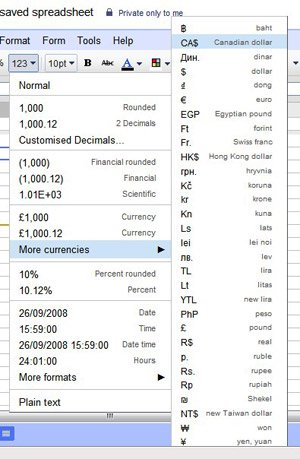 saved spreadsheet Private only to me
Format Form Tools Help
% 123 10pt B Abc A
Normal
1,000 Rounded
1,000.12 2 Decimals
Customised Decimals...
(1,000) Financial rounded
(1,000.12) Financial
1.01E+03 Scientific
£1,000 Currency
£1,000.12 Currency
More currencies
10% Percent rounded
10.12% Percent
26/09/2008 Date
15:59:00 Time
26/09/2008 15:59:00 Date time
24:01:00 Hours
More formats
Plain text
฿ baht
CA$ Canadian dollar
Дин. dinar
$ dollar
₫ dong
€ euro
EGP Egyptian pound
Ft forint
Fr. Swiss franc
HK$ Hong Kong dollar
грн. hryvnia
Kč koruna
kr krone
Kn kuna
Ls lats
lei lei noi
лв. lev
TL lira
Lt litas
YTL new lira
PhP peso
£ pound
R$ real
р. ruble
Rs. rupee
Rp rupiah
₪ Shekel
NT$ new Taiwan dollar
₩ won
¥ yen, yuan